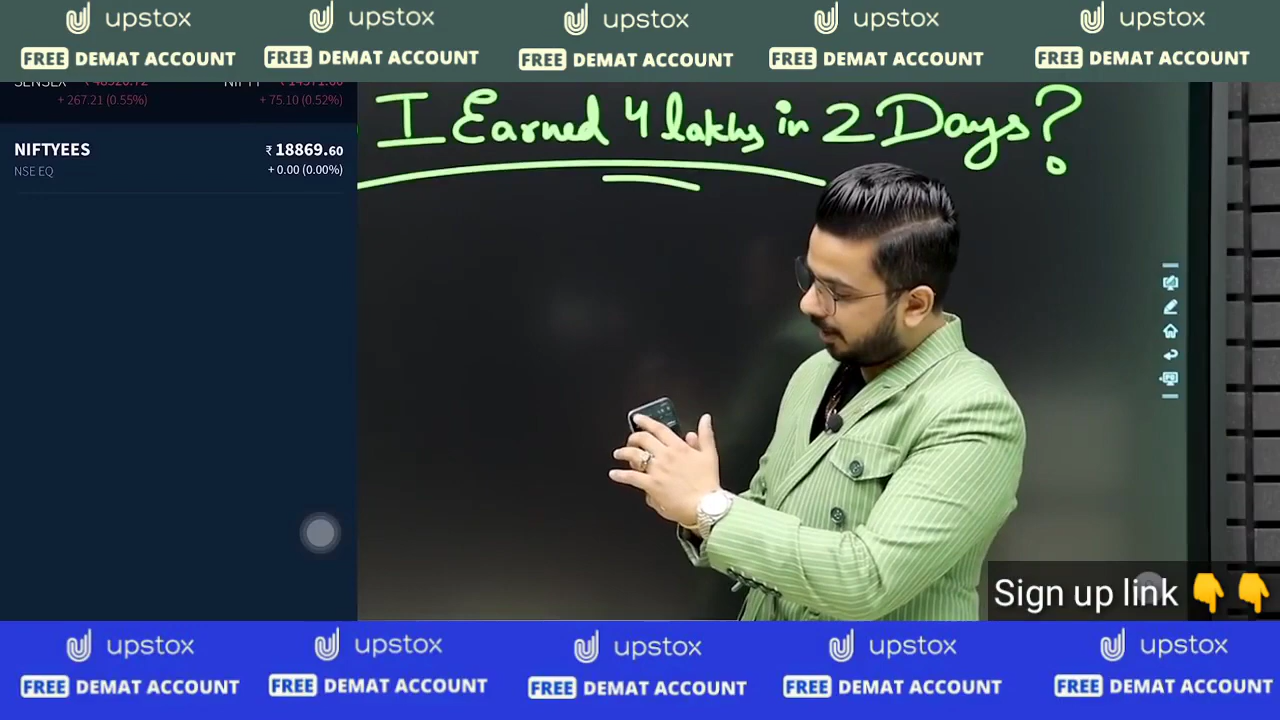 upstox upstox upstox upstox upstox
FREE DEMAT ACCOUNT FREE DEMAT ACCOUNT FREE DEMAT ACCOUNT FREE DEMAT ACCOUNT FREE DEMAT ACCOUNT
SENSEX NIFTY
+ 267.21 (0.55%) + 75.10 (0.52%)
I Earned 4 lakhs in 2 Days?
NIFTYEES ₹ 18869.60
NSE EQ + 0.00 (0.00%)
Sign up link 👇👇
upstox upstox upstox upstox upstox
FREE DEMAT ACCOUNT FREE DEMAT ACCOUNT FREE DEMAT ACCOUNT FREE DEMAT ACCOUNT FREE DEMAT ACCOUNT